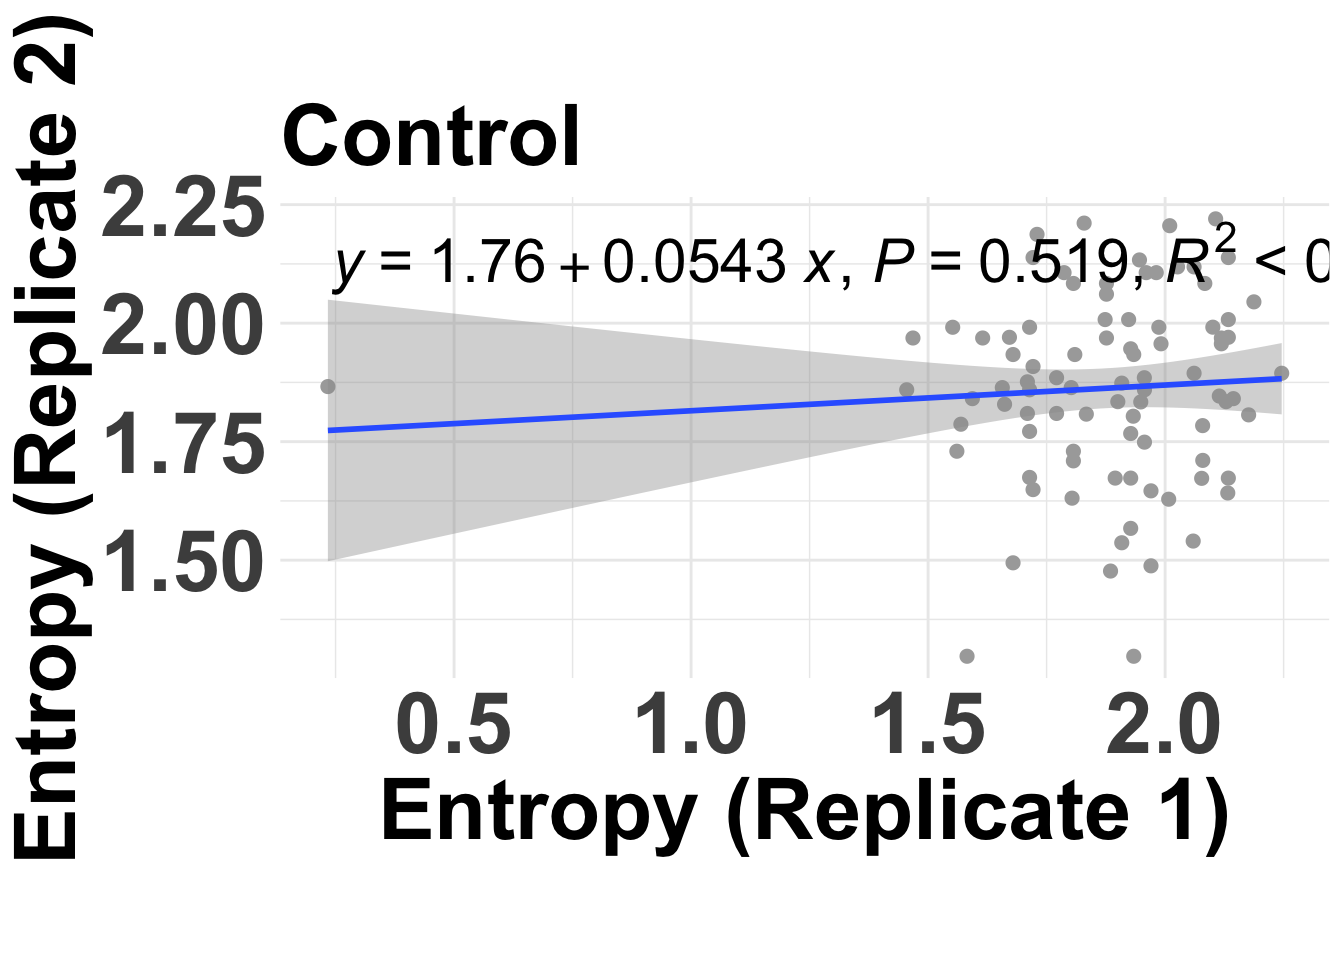 Control
Entropy (Replicate 2)
2.25
2.00
1.75
1.50
y = 1.76 + 0.0543 x, P = 0.519, R² < 0
0.5 1.0 1.5 2.0
Entropy (Replicate 1)